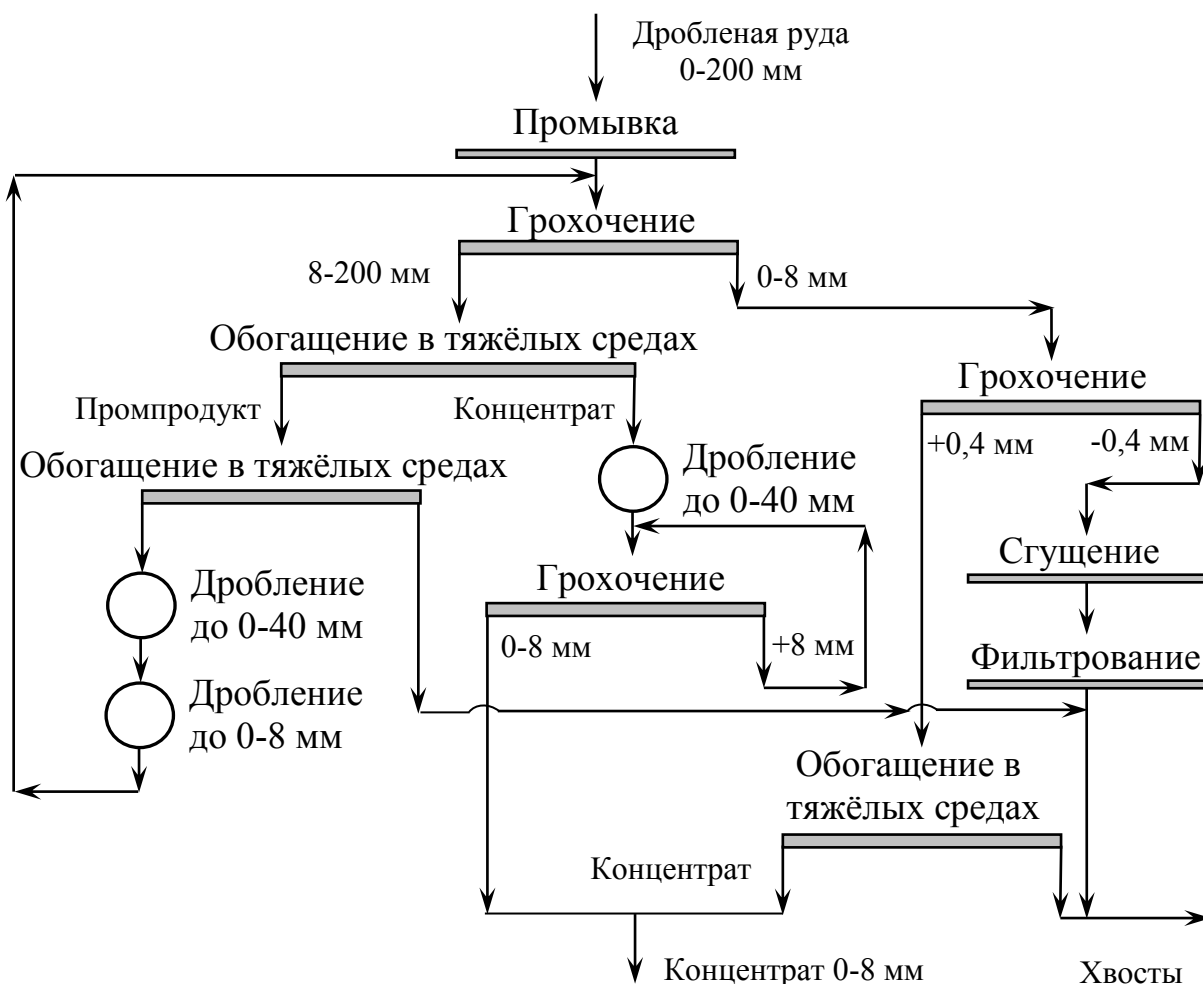 Дробленая руда
0-200 мм
Промывка
Грохочение
8-200 мм
0-8 мм
Обогащение в тяжёлых средах
Грохочение
Промпродукт
Концентрат
+0,4 мм
-0,4 мм
Обогащение в тяжёлых средах
Дробление
до 0-40 мм
Сгущение
Дробление
до 0-40 мм
Грохочение
0-8 мм
+8 мм
Фильтрование
Дробление
до 0-8 мм
Обогащение в
тяжёлых средах
Концентрат
Концентрат 0-8 мм
Хвосты